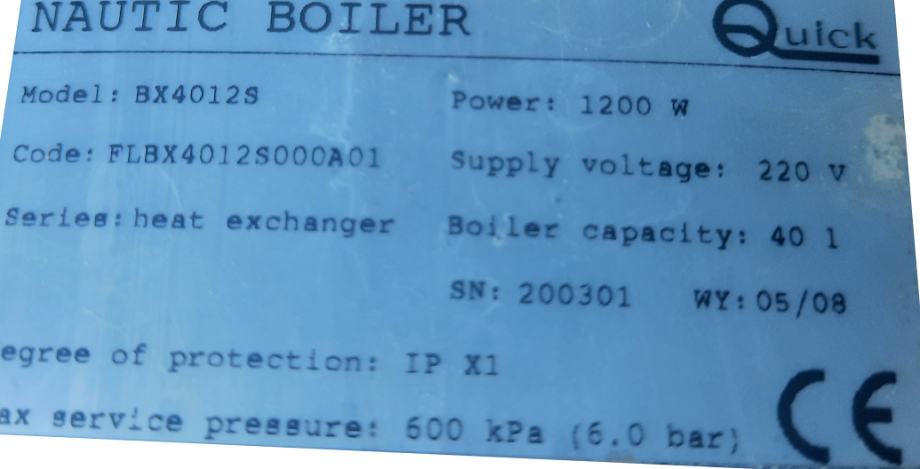 NAUTIC BOILER Quick
Model: BX4012S Power: 1200 W
Code: FLBX4012S000A01 Supply voltage: 220 V
Series: heat exchanger Boiler capacity: 40 l
SN: 200301 WY: 05/08
egree of protection: IP X1
ax service pressure: 600 kPa (6.0 bar) CE